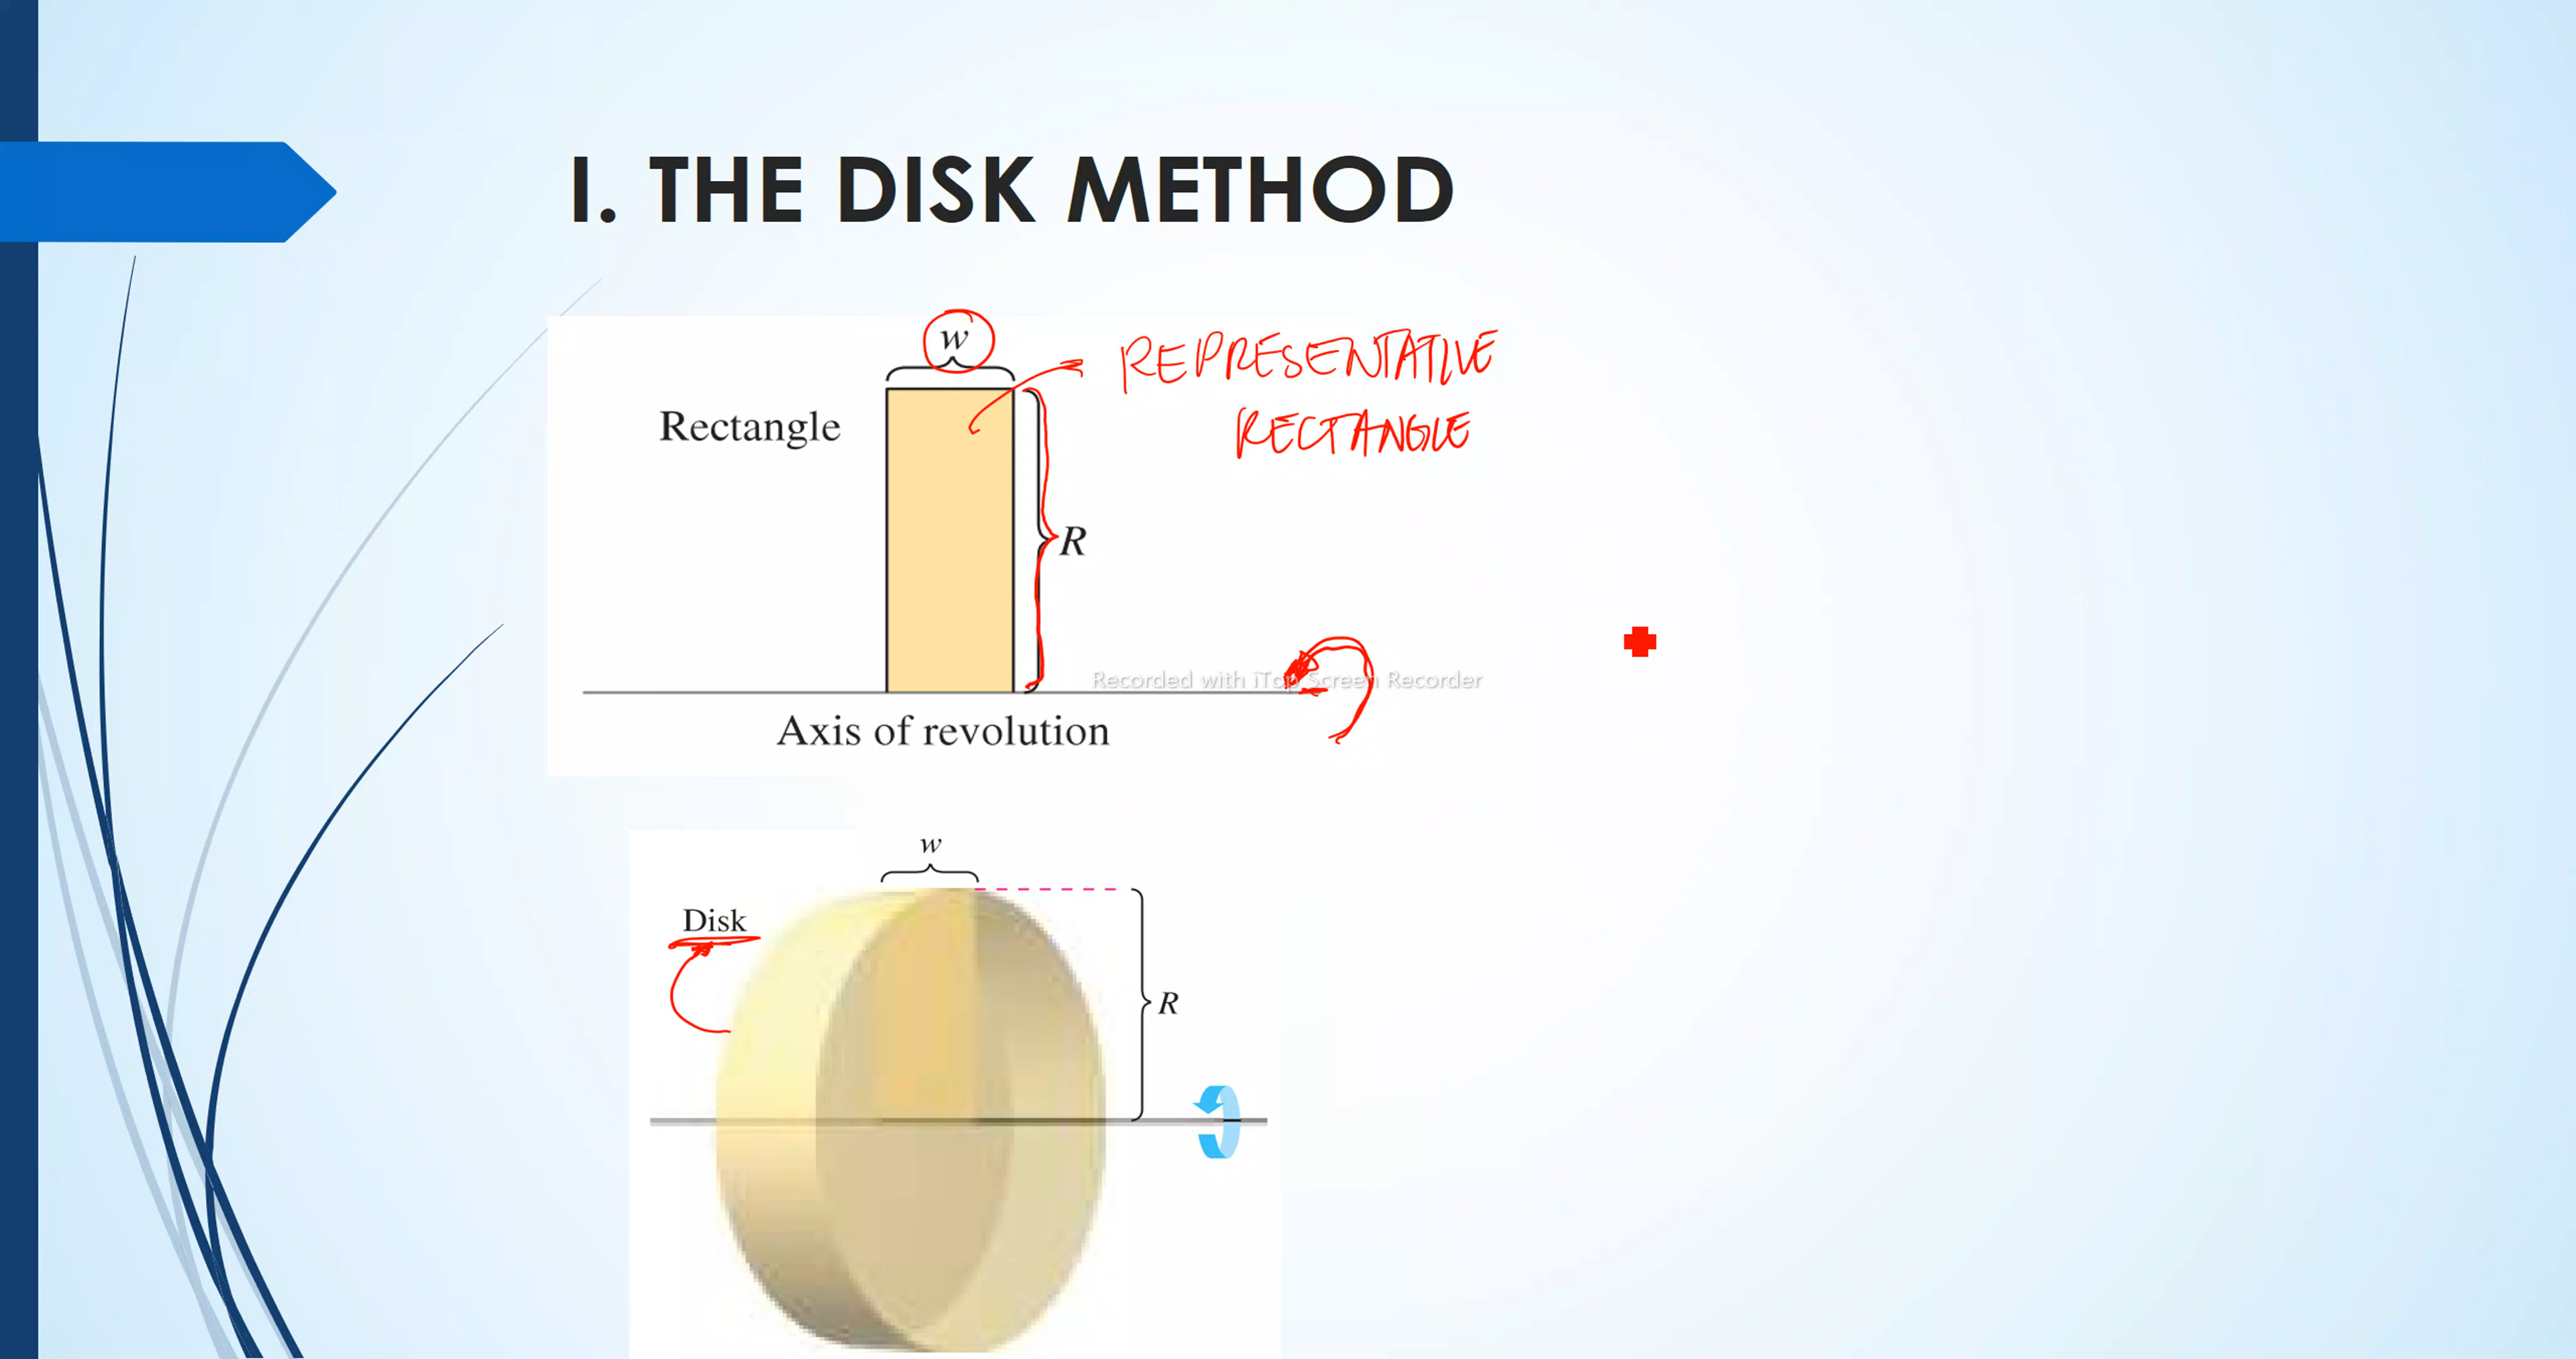 I. THE DISK METHOD
w
REPRESENTATIVE
Rectangle
RECTANGLE
R
Recorded with iTop Screen Recorder
Axis of revolution
w
Disk
R